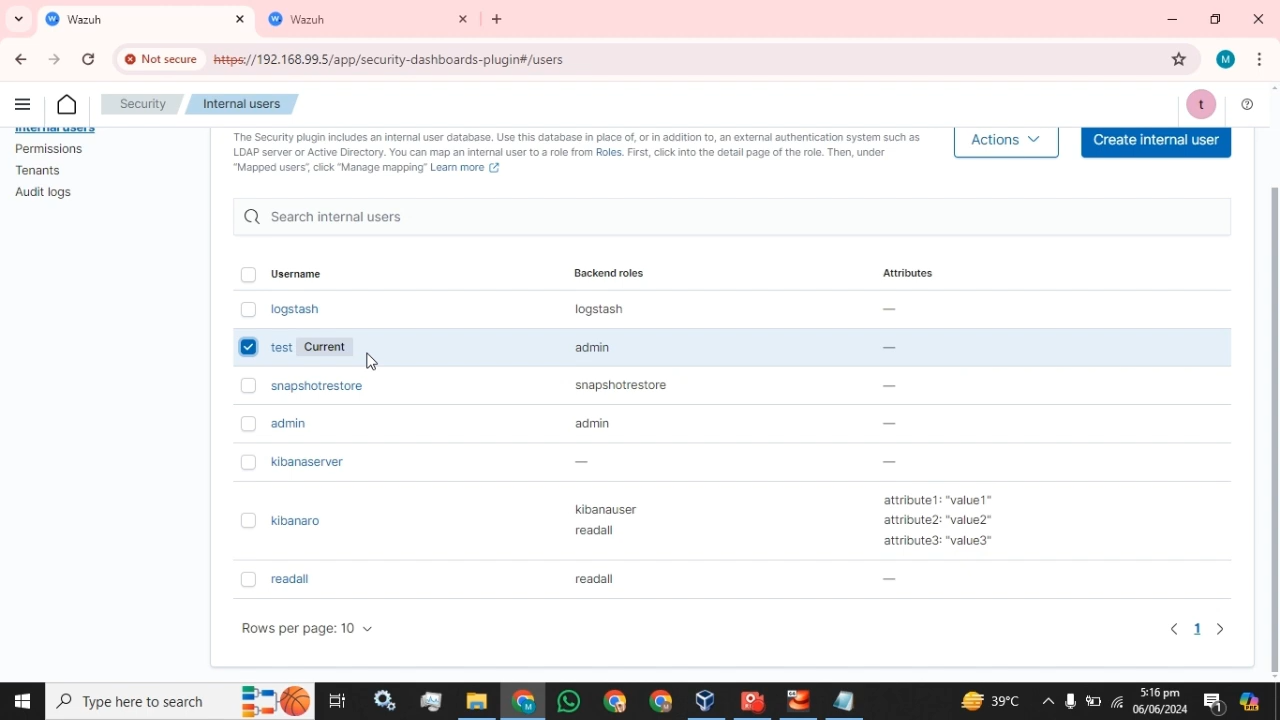 Wazuh
Wazuh
Not secure
https://192.168.99.5/app/security-dashboards-plugin#/users
M
Security
Internal users
t
Internal users
Permissions
Tenants
Audit logs
The Security plugin includes an internal user database. Use this database in place of, or in addition to, an external authentication system such as
LDAP server or Active Directory. You can map an internal user to a role from Roles. First, click into the detail page of the role. Then, under
"Mapped users", click "Manage mapping" Learn more
Actions
Create internal user
Search internal users
Username Backend roles Attributes
logstash logstash —
test Current admin —
snapshotrestore snapshotrestore —
admin admin —
kibanaserver — —
kibanaro
kibanauser
readall
attribute1: "value1"
attribute2: "value2"
attribute3: "value3"
readall readall —
Rows per page: 10
1
Type here to search
39°C
5:16 pm
06/06/2024
1